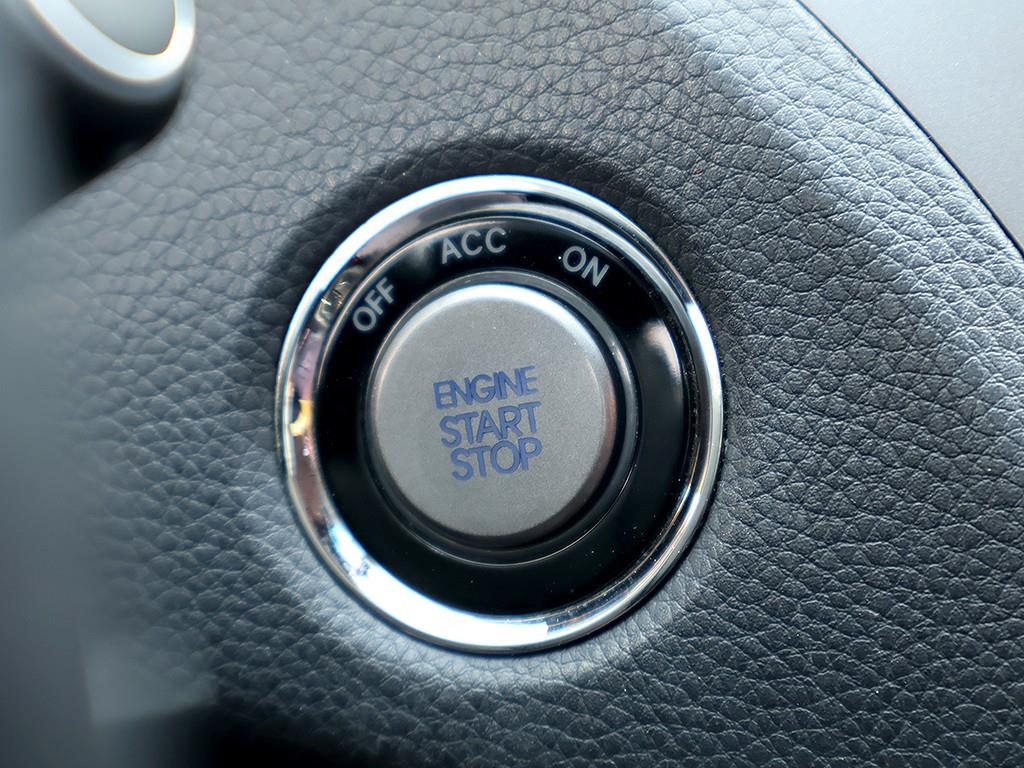 OFF ACC ON
ENGINE
START
STOP